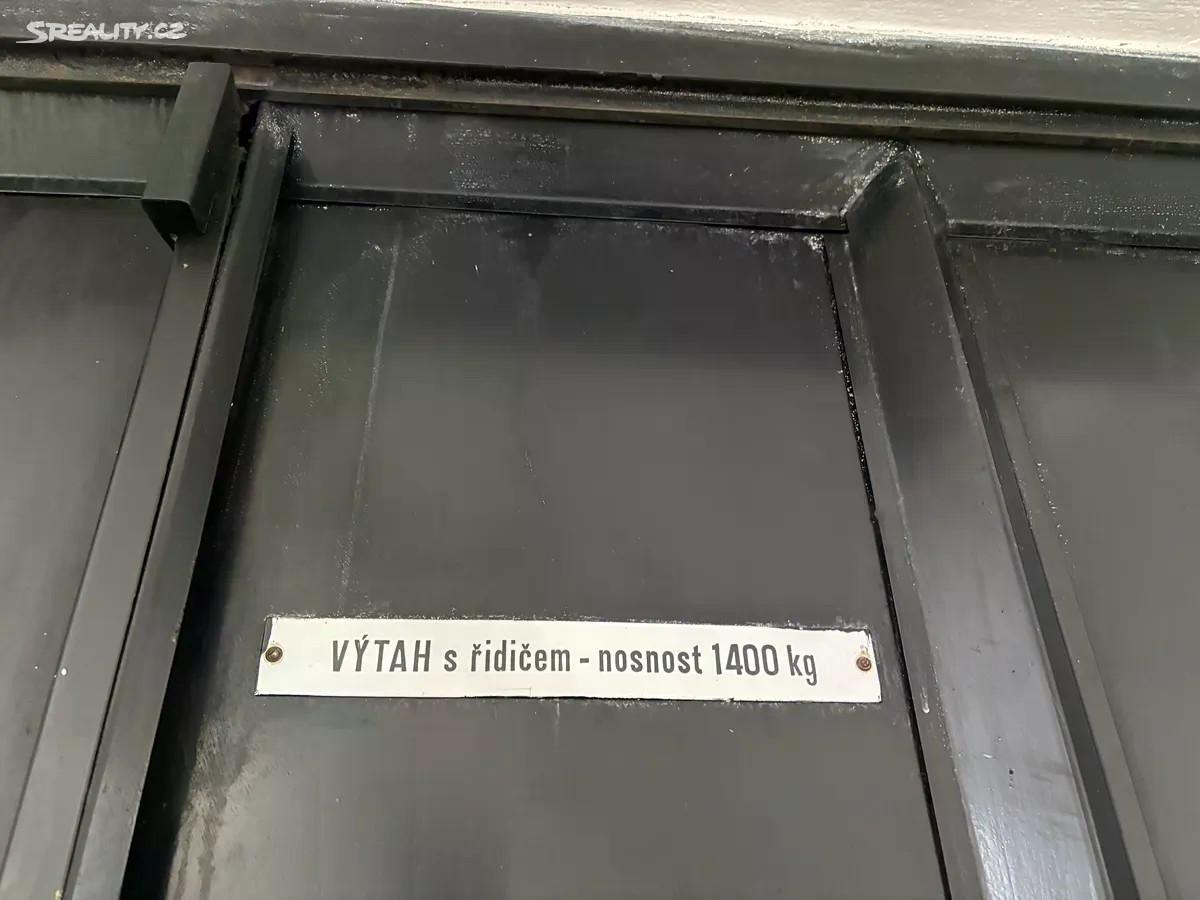 SREALITY.CZ
VÝTAH s řidičem - nosnost 1400 kg